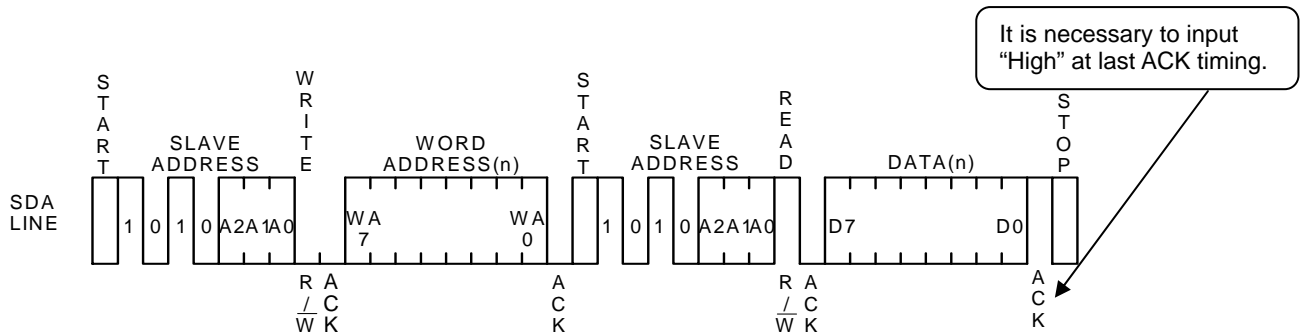 It is necessary to input
“High” at last ACK timing.
START
WRITE
START
READ
STOP
SLAVE
ADDRESS
WORD
ADDRESS(n)
SLAVE
ADDRESS
DATA(n)
SDA
LINE
1 0 1 0 A2 A1 A0
WA
7
WA
0
1 0 1 0 A2 A1 A0
D7
D0
R/W
ACK
ACK
R/W
ACK
ACK